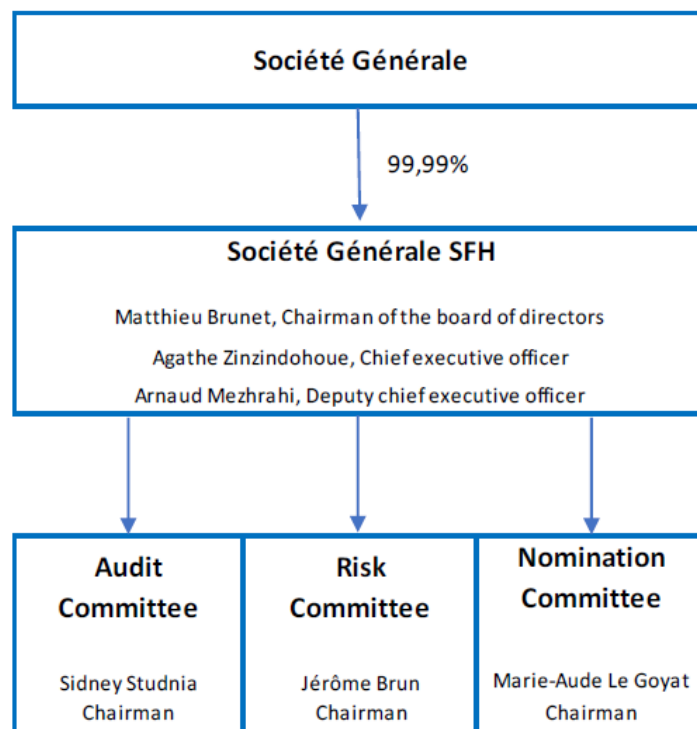 Société Générale
99,99%
Société Générale SFH
Matthieu Brunet, Chairman of the board of directors
Agathe Zinzindohoue, Chief executive officer
Arnaud Mezhrahi, Deputy chief executive officer
Audit
Committee
Sidney Studnia
Chairman
Risk
Committee
Jérôme Brun
Chairman
Nomination
Committee
Marie-Aude Le Goyat
Chairman